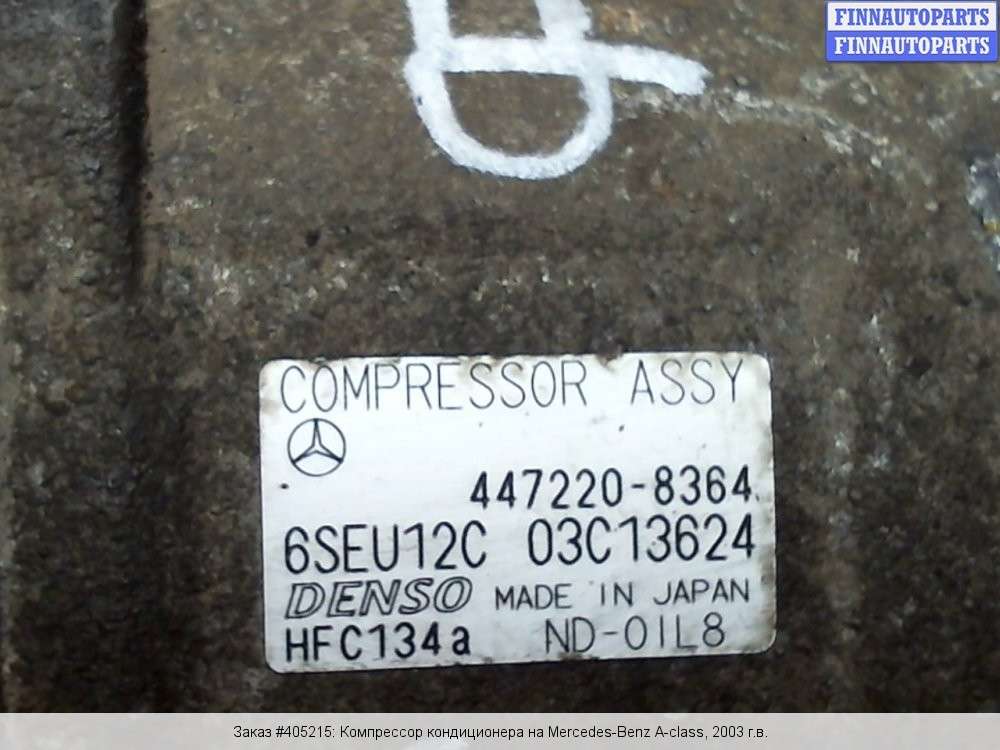 FINNAUTOPARTS
FINNAUTOPARTS
COMPRESSOR ASSY
447220-8364
6SEU12C 03C13624
DENSO MADE IN JAPAN
HFC134a ND-OIL8
Заказ #405215: Компрессор кондиционера на Mercedes-Benz A-class, 2003 г.в.